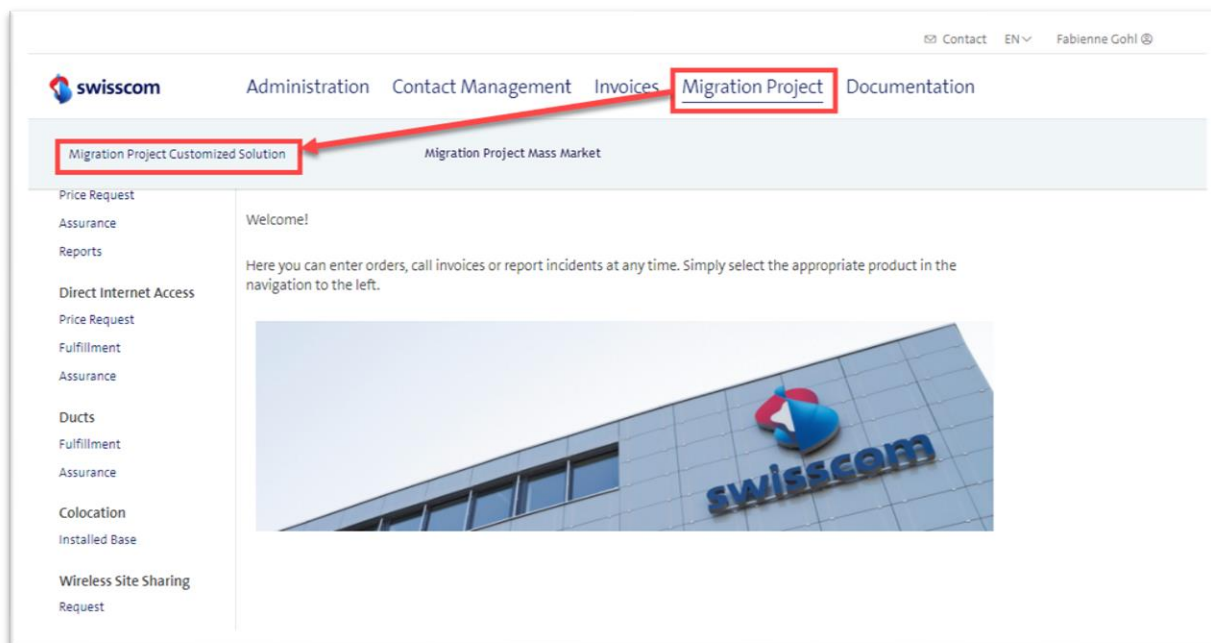 Contact EN Fabienne Gohl
swisscom Administration Contact Management Invoices Migration Project Documentation
Migration Project Customized Solution Migration Project Mass Market
Price Request
Assurance
Reports
Direct Internet Access
Price Request
Fulfillment
Assurance
Ducts
Fulfillment
Assurance
Colocation
Installed Base
Wireless Site Sharing
Request
Welcome!
Here you can enter orders, call invoices or report incidents at any time. Simply select the appropriate product in the
navigation to the left.
swisscom